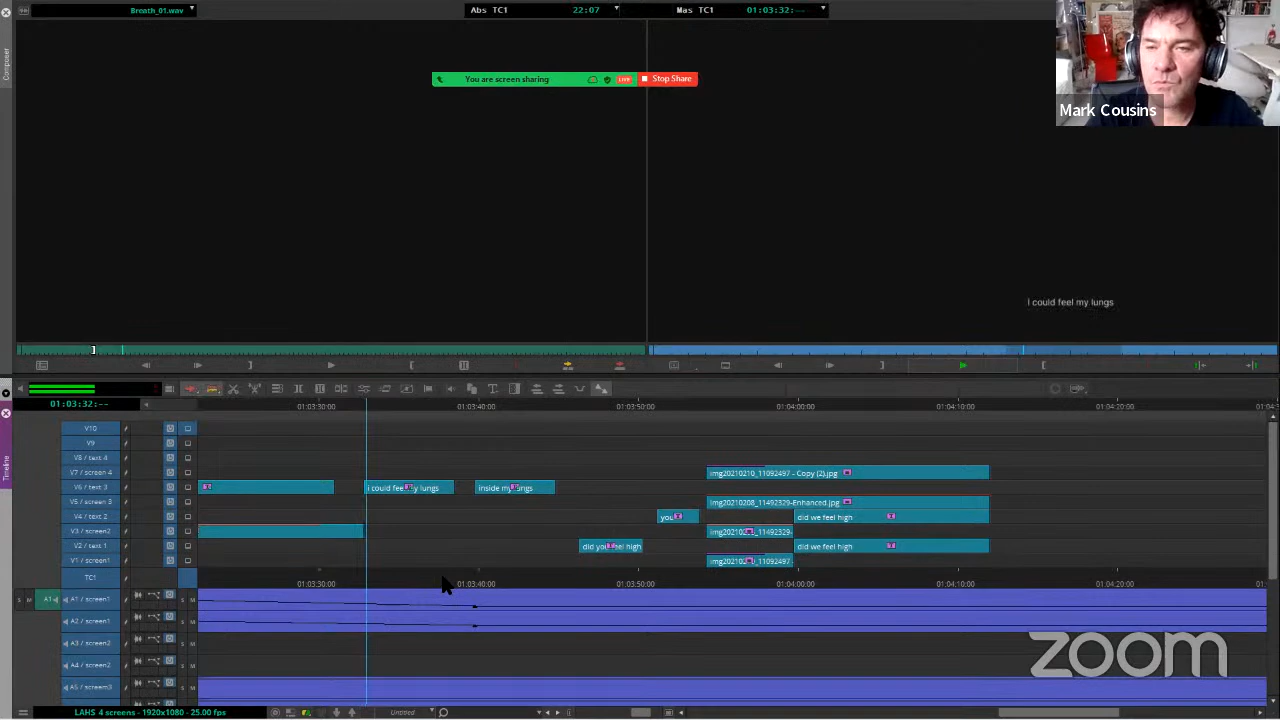 Breath_01.wav
Abs TC1 22:07
Mas TC1 01:03:32:--
Composer
You are screen sharing LIVE Stop Share
Mark Cousins
I could feel my lungs
01:03:32:--
01:03:30:00 01:03:40:00 01:03:50:00 01:04:00:00 01:04:10:00 01:04:20:00
Timeline
V10
V9
V8 / text 4
V7 / screen 4 img20210210_11092497 - Copy (2).jpg
V6 / text 3 i could feel my lungs inside my lungs
V5 / screen 3 img20210208_11492329-Enhanced.jpg
V4 / text 2 you did we feel high
V3 / screen2
V2 / text 1 did you feel high did we feel high
V1 / screen1
TC1 01:03:30:00 01:03:40:00 01:03:50:00 01:04:00:00 01:04:10:00 01:04:20:00
S M A1 A1 / screen1 S M
A2 / screen1 S M
A3 / screen2 S M
A4 / screen2 S M
A5 / screem3 S M
zoom
LAHS 4 screens - 1920x1080 - 25.00 fps
Untitled